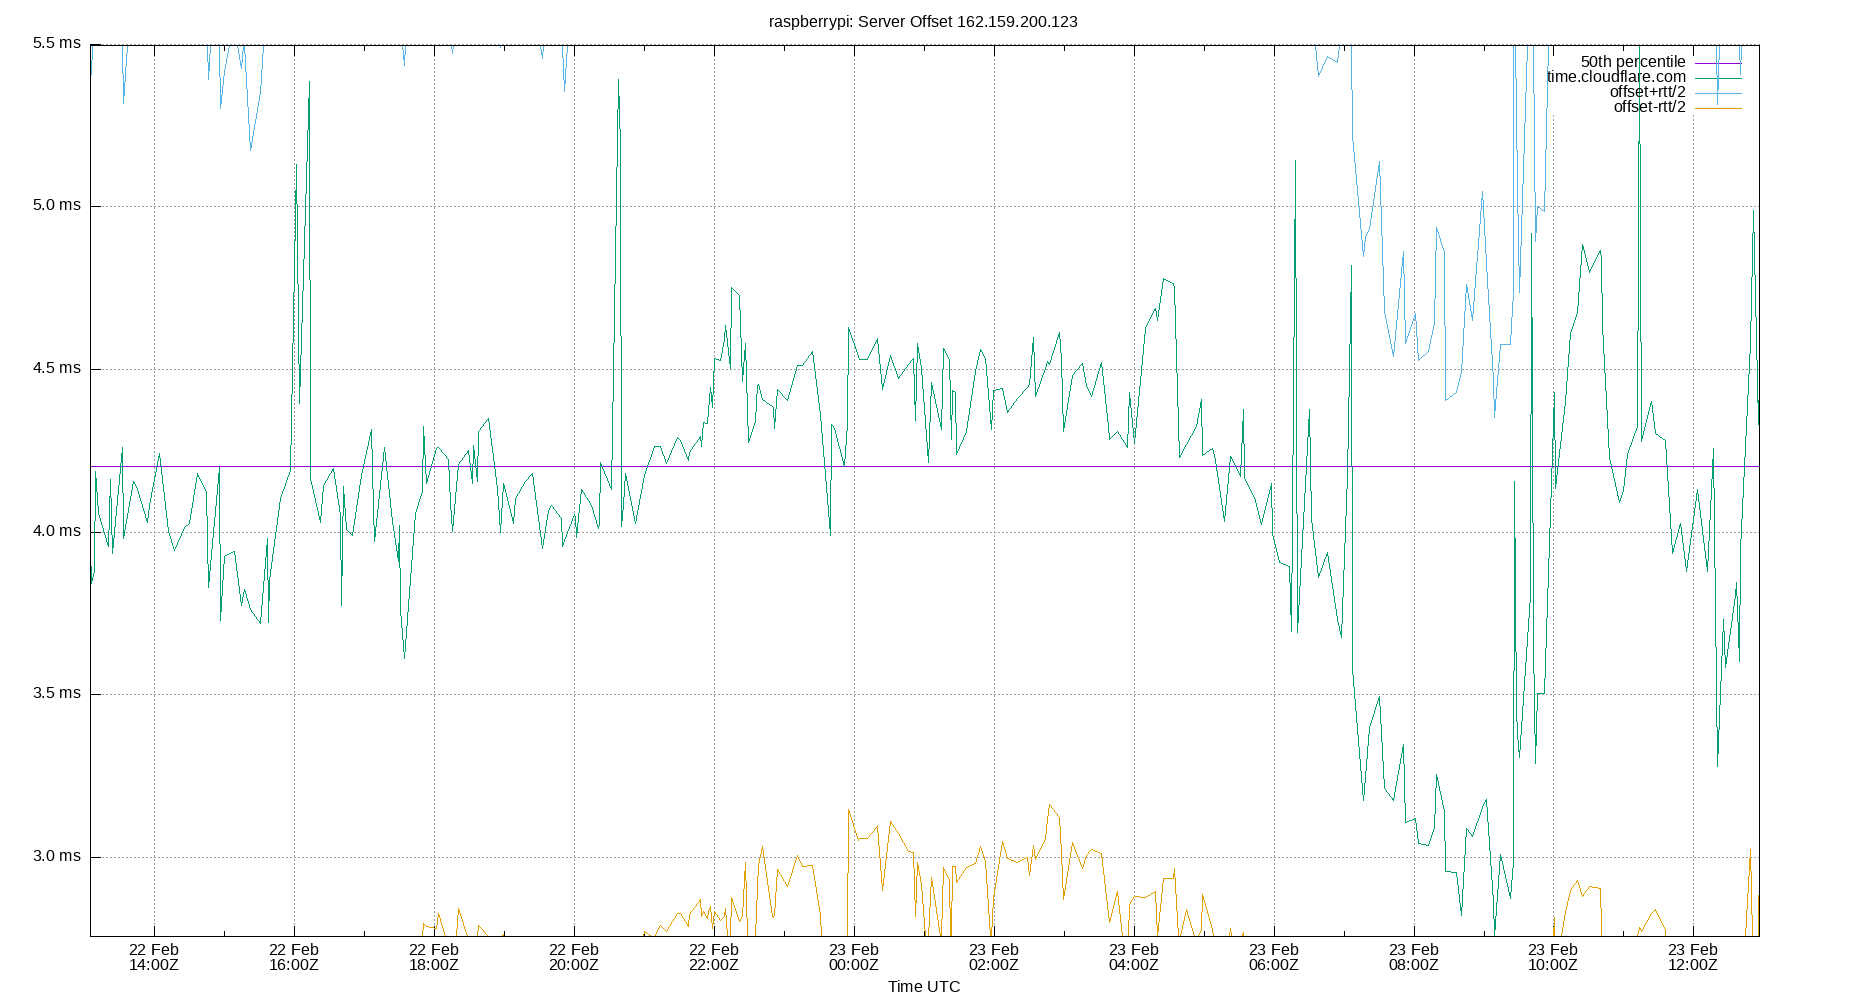 raspberrypi: Server Offset 162.159.200.123
5.5 ms
5.0 ms
4.5 ms
4.0 ms
3.5 ms
3.0 ms
50th percentile
time.cloudflare.com
offset+rtt/2
offset-rtt/2
22 Feb 22 Feb 22 Feb 22 Feb 22 Feb 23 Feb 23 Feb 23 Feb 23 Feb 23 Feb 23 Feb 23 Feb
14:00Z 16:00Z 18:00Z 20:00Z 22:00Z 00:00Z 02:00Z 04:00Z 06:00Z 08:00Z 10:00Z 12:00Z
Time UTC